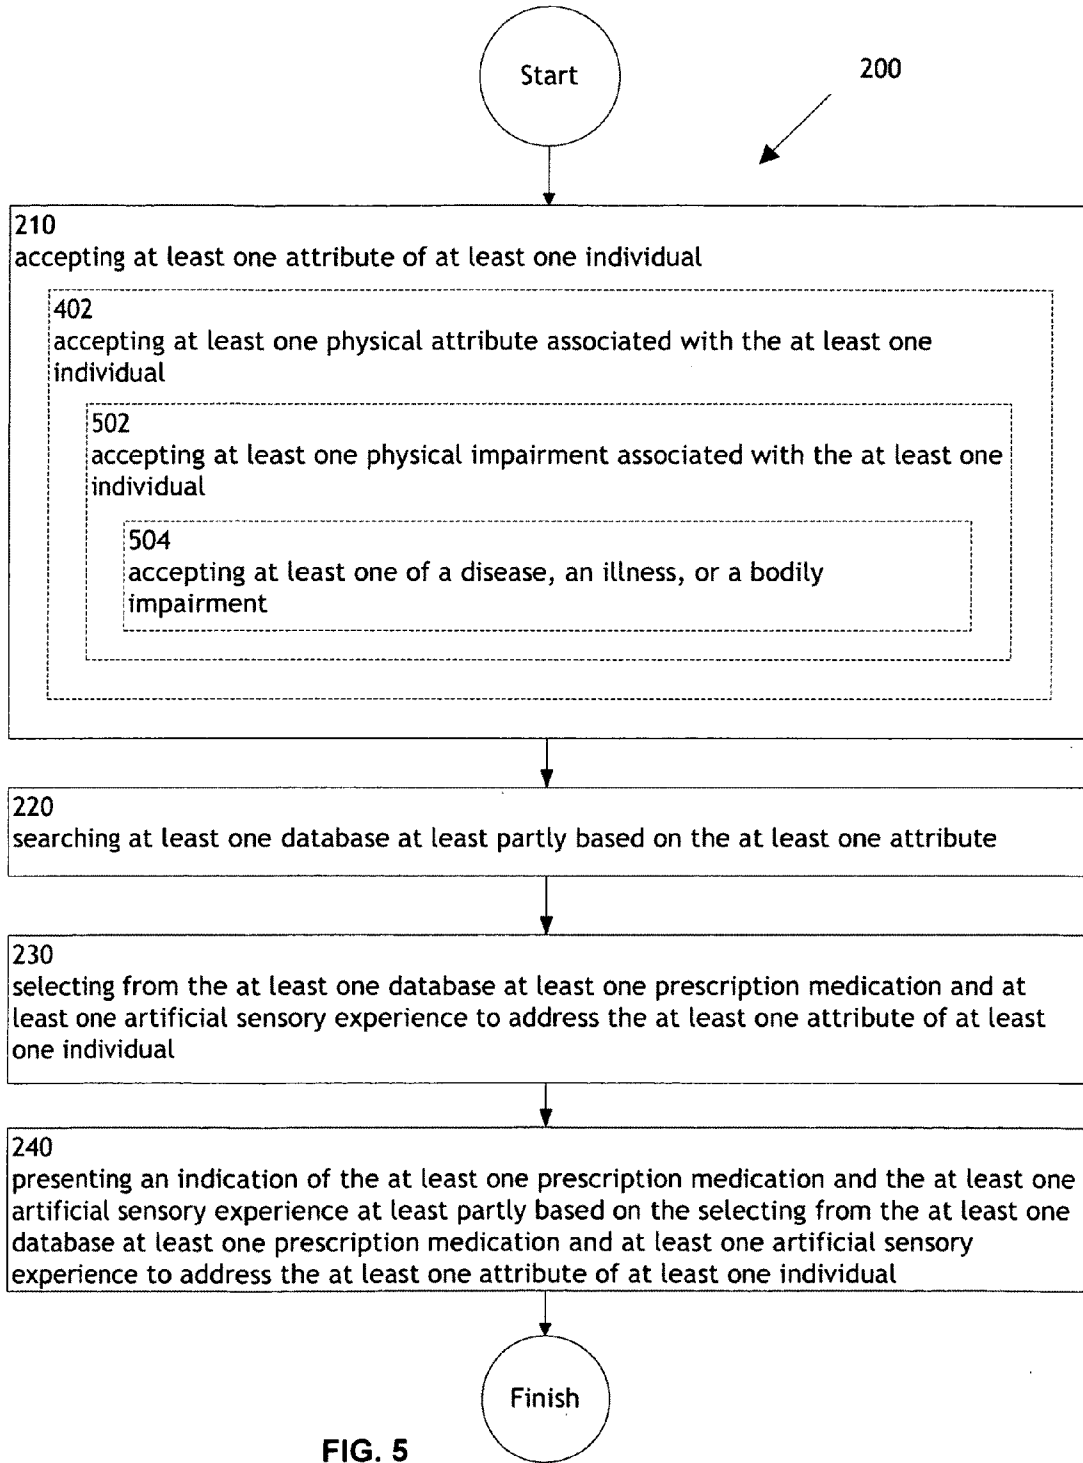 Start
200
210
accepting at least one attribute of at least one individual
402
accepting at least one physical attribute associated with the at least one
individual
502
accepting at least one physical impairment associated with the at least one
individual
504
accepting at least one of a disease, an illness, or a bodily
impairment
220
searching at least one database at least partly based on the at least one attribute
230
selecting from the at least one database at least one prescription medication and at
least one artificial sensory experience to address the at least one attribute of at least
one individual
240
presenting an indication of the at least one prescription medication and the at least one
artificial sensory experience at least partly based on the selecting from the at least one
database at least one prescription medication and at least one artificial sensory
experience to address the at least one attribute of at least one individual
Finish
FIG. 5